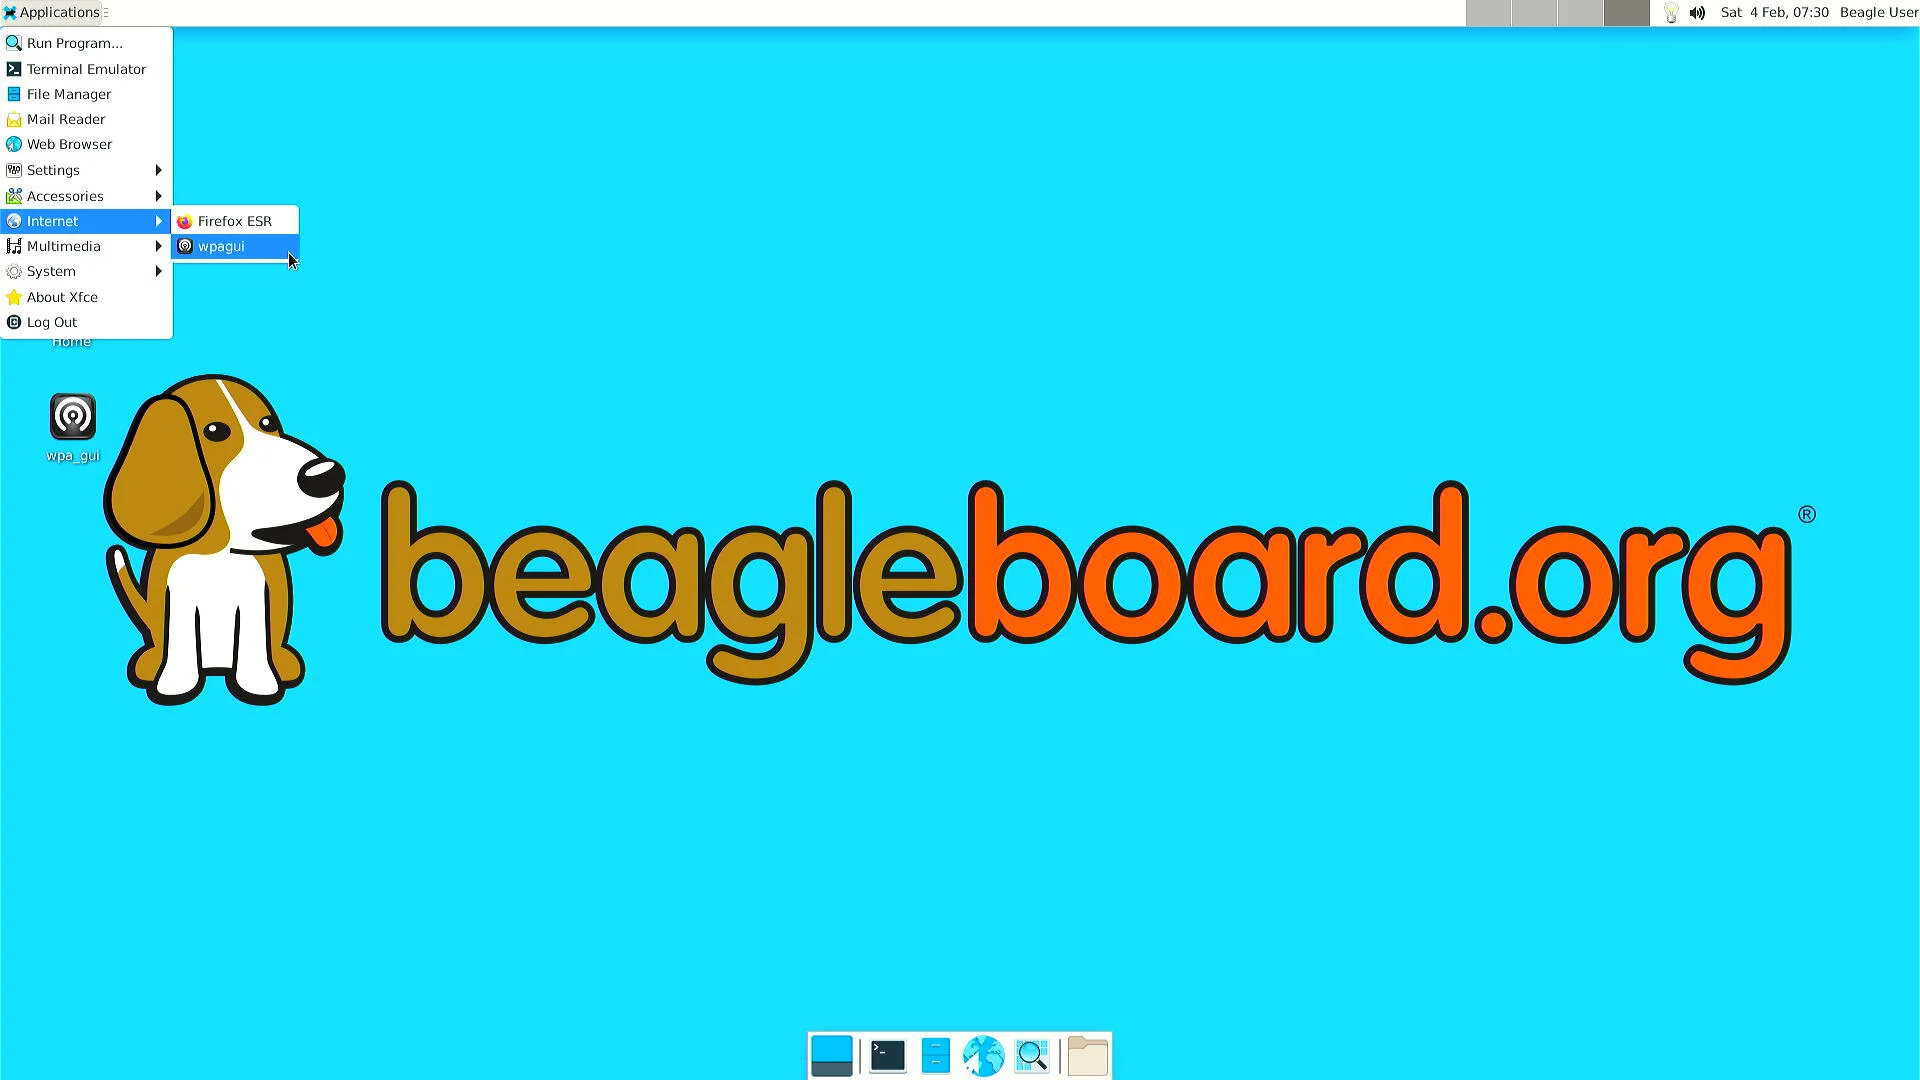 Applications
Sat 4 Feb, 07:30
Beagle User
Run Program...
Terminal Emulator
File Manager
Mail Reader
Web Browser
Settings
Accessories
Internet
Firefox ESR
Multimedia
wpagui
System
About Xfce
Log Out
Home
wpa_gui
beagleboard.org®